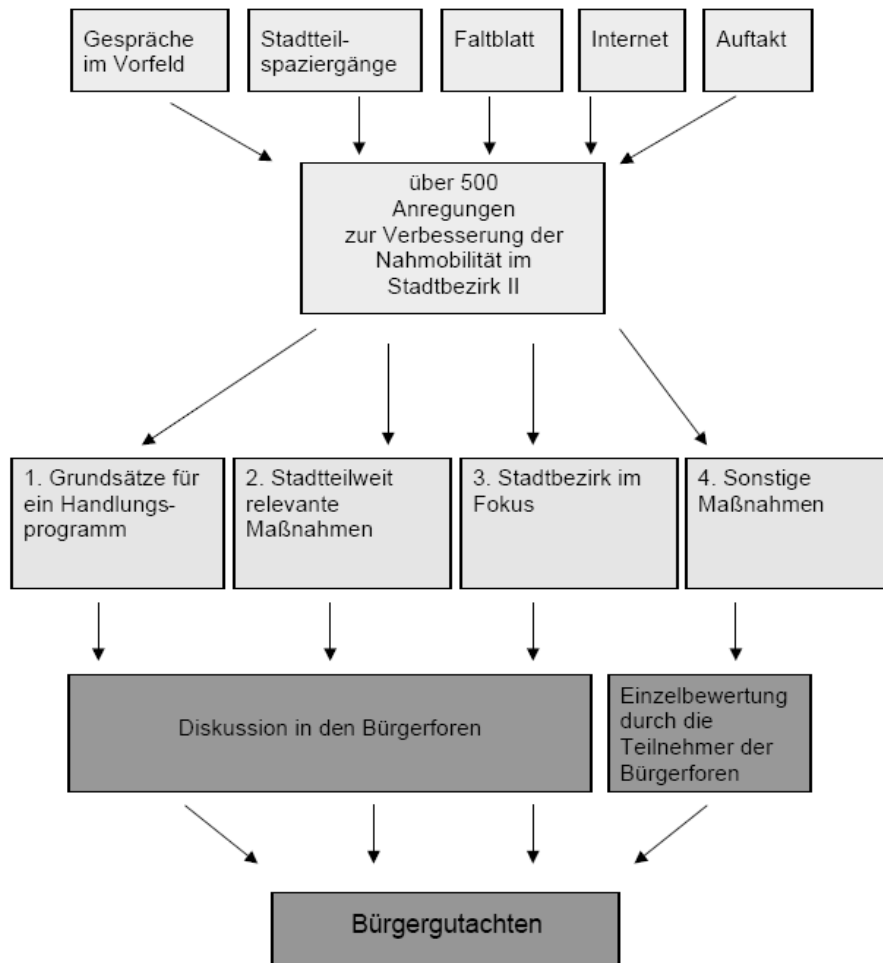 Gespräche
im Vorfeld
Stadtteil-
spaziergänge
Faltblatt
Internet
Auftakt
über 500
Anregungen
zur Verbesserung der
Nahmobilität im
Stadtbezirk II
1. Grundsätze für
ein Handlungs-
programm
2. Stadtteilweit
relevante
Maßnahmen
3. Stadtbezirk im
Fokus
4. Sonstige
Maßnahmen
Diskussion in den Bürgerforen
Einzelbewertung
durch die
Teilnehmer der
Bürgerforen
Bürgergutachten